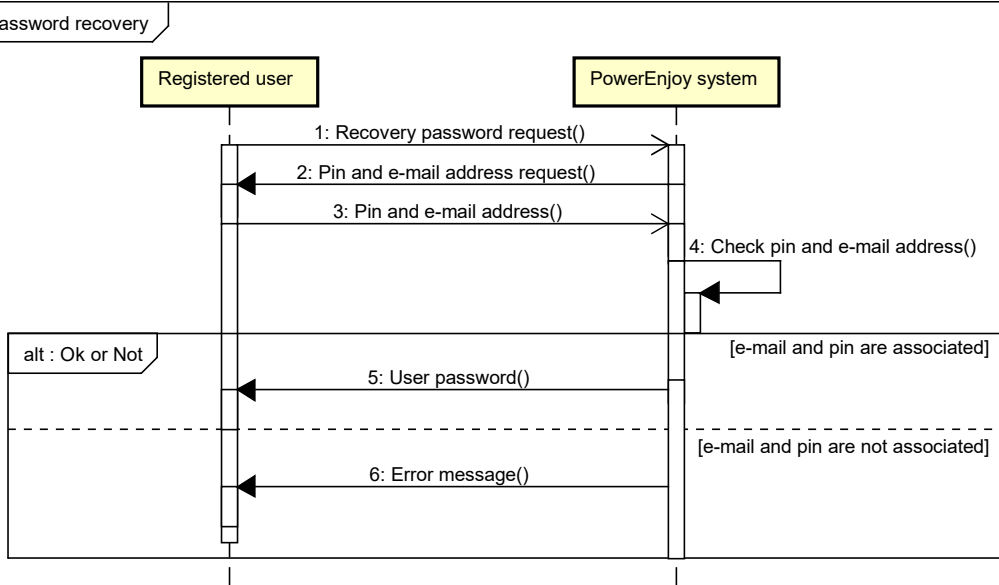 assword recovery
Registered user
PowerEnjoy system
1: Recovery password request()
2: Pin and e-mail address request()
3: Pin and e-mail address()
4: Check pin and e-mail address()
alt : Ok or Not
[e-mail and pin are associated]
5: User password()
[e-mail and pin are not associated]
6: Error message()